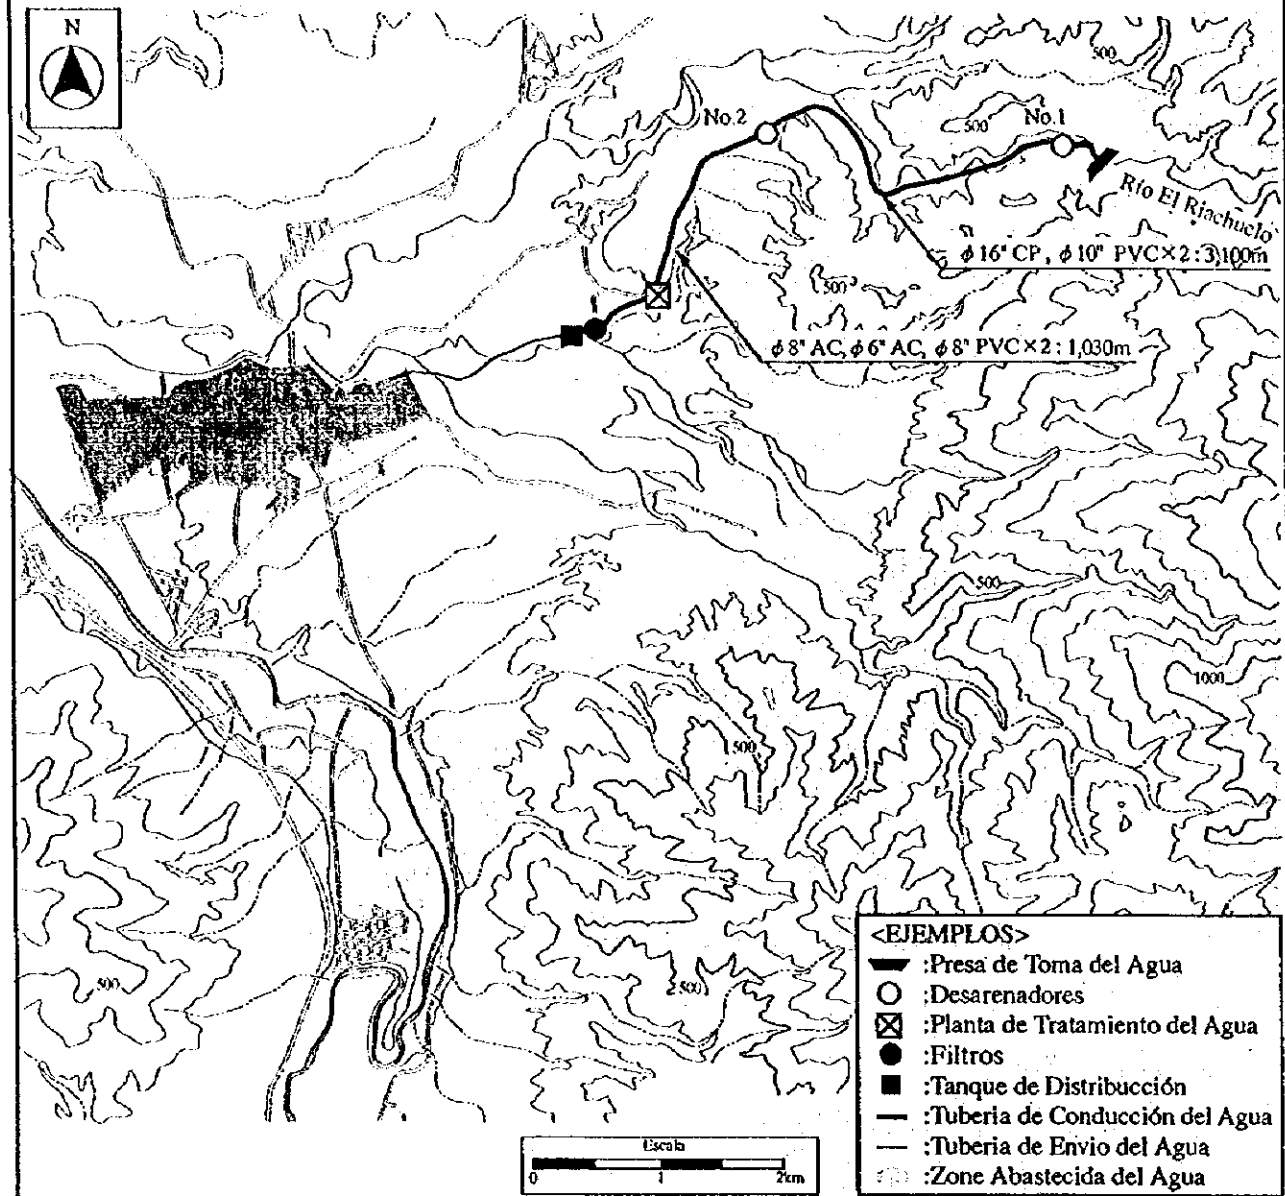 N
500
No.2
500
No.1
Río El Riachuelo
φ16" CP, φ10" PVC×2:3,100m
500
φ8" AC, φ6" AC, φ8" PVC×2:1,030m
500
1000
500
500
500
<EJEMPLOS>
:Presa de Toma del Agua
:Desarenadores
:Planta de Tratamiento del Agua
:Filtros
:Tanque de Distribucción
:Tuberia de Conducción del Agua
:Tuberia de Envio del Agua
:Zone Abastecida del Agua
Escala
0 1 2km